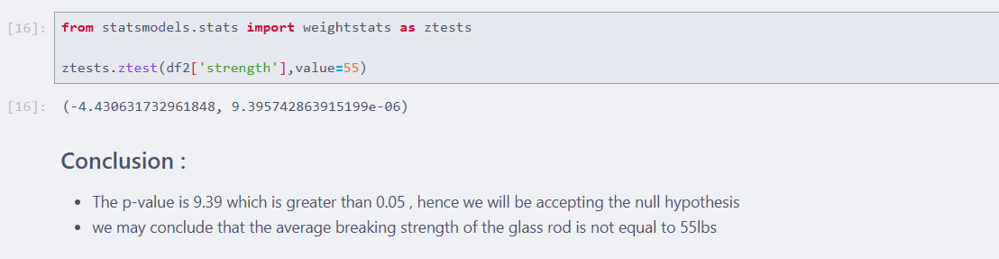 [16]: from statsmodels.stats import weightstats as ztests
ztests.ztest(df2['strength'],value=55)
[16]: (-4.430631732961848, 9.395742863915199e-06)
Conclusion :
• The p-value is 9.39 which is greater than 0.05 , hence we will be accepting the null hypothesis
• we may conclude that the average breaking strength of the glass rod is not equal to 55lbs